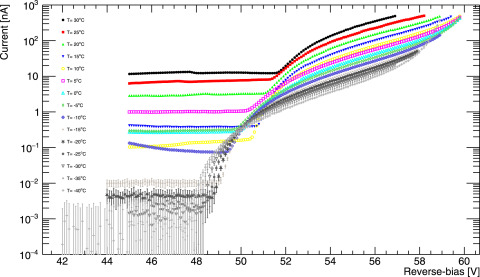 Current [nA]
10³
10²
10
1
10⁻¹
10⁻²
10⁻³
10⁻⁴
T= 30°C
T= 25°C
T= 20°C
T= 15°C
T= 10°C
T= 5°C
T= 0°C
T= -5°C
T= -10°C
T= -15°C
T= -20°C
T= -25°C
T= -30°C
T= -35°C
T= -40°C
42 44 46 48 50 52 54 56 58 60
Reverse-bias [V]